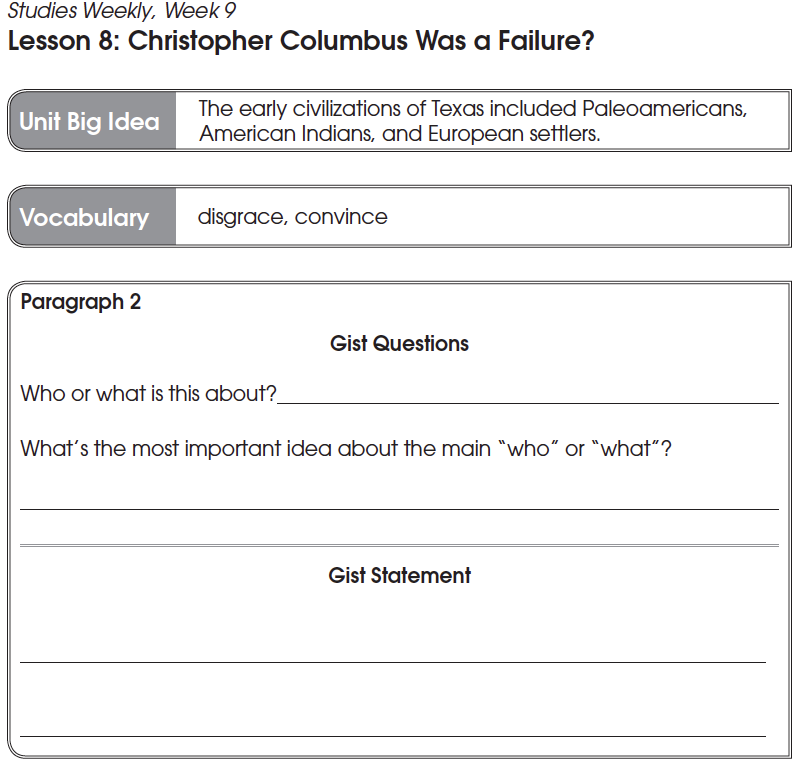 Studies Weekly, Week 9
Lesson 8: Christopher Columbus Was a Failure?
Unit Big Idea
The early civilizations of Texas included Paleoamericans,
American Indians, and European settlers.
Vocabulary
disgrace, convince
Paragraph 2
Gist Questions
Who or what is this about?
What's the most important idea about the main “who” or “what”?
Gist Statement